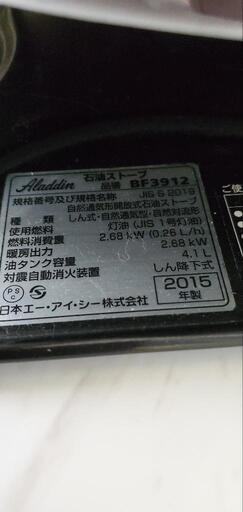 Aladdin 石油ストーブ
品番 BF3912
規格番号及び規格名称 JIS S 2019
自然通気形開放式石油ストーブ
種類 しん式・自然通気型・自然対流形
使用燃料 灯油 (JIS 1号灯油)
燃料消費量 2.68 kW (0.26 L/h)
暖房出力 2.68 kW
油タンク容量 4.1 L
対震自動消火装置 しん降下式
PSC
日本エー・アイ・シー株式会社
2015
年製
ご使